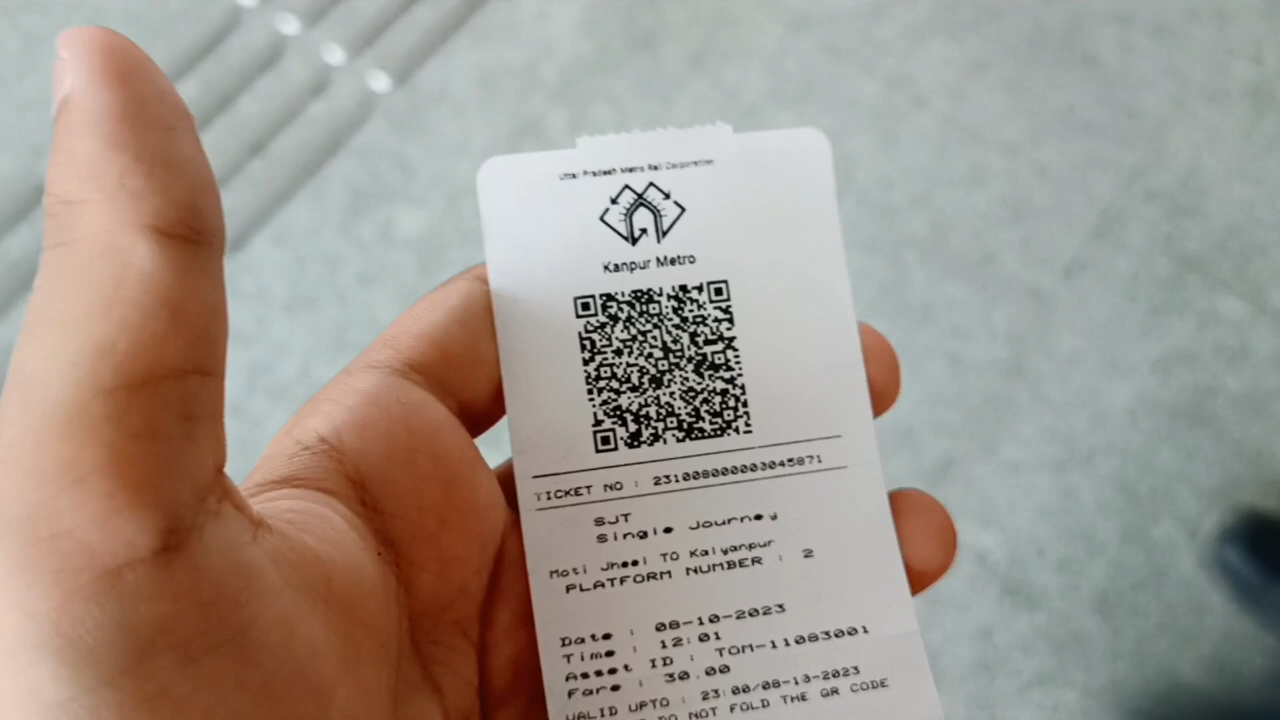 Uttar Pradesh Metro Rail Corporation
Kanpur Metro
TICKET NO : 231008000003045871
SJT
Single Journey
Moti Jheel TO Kalyanpur
PLATFORM NUMBER : 2
Date : 08-10-2023
Time : 12:01
Asset ID : TOM-11083001
Fare : 30.00
VALID UPTO : 23:00/08-10-2023
DO NOT FOLD THE QR CODE